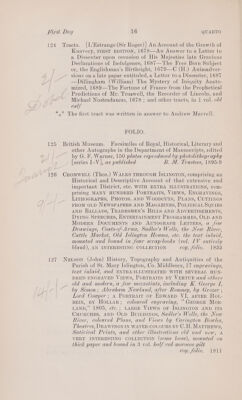 First Day 16 QUARTO
124 Tracts. [L'Estrange (Sir Roger)] An Account of the Growth of
Knavery, FIRST EDITION, 1678—An Answer to a Letter to
a Dissenter upon occasion of His Majesties late Gracious
Declarations of Indulgence, 1687—The Free Born Subject
or, the Englishman's Birthright, 1679—C (H) Animadver-
sions on a late paper entituled, a Letter to a Dissenter, 1687
—Dillingham (William) The Mystery of Iniquity Anato-
mized, 1689—The Fortune of France from the Prophetical
Predictions of Mr. Truswell, the Recorder of Lincoln, and
Michael Nostradamus, 1678; and other tracts, in 1 vol. old
calf
*⁎* The first tract was written in answer to Andrew Marvell.
FOLIO.
125 British Museum. Facsimiles of Royal, Historical, Literary and
other Autographs in the Department of Manuscripts, edited
by G. F. Warner, 150 plates reproduced by photolithography
(series I-V), as published B. M. Trustees, 1895-9
126 CROMWELL (Thos.) WALKS THROUGH ISLINGTON, comprising an
Historical and Descriptive Account of that extensive and
important District, etc. WITH EXTRA ILLUSTRATIONS, COM-
PRISING MANY HUNDRED PORTRAITS, VIEWS, ENGRAVINGS,
LITHOGRAPHS, PHOTOS. AND WOODCUTS, PLANS, CUTTINGS
FROM OLD NEWSPAPERS AND MAGAZINES, POLITICAL SQUIBS
AND BALLADS, TRADESMEN'S BILLS AND ADVERTISEMENTS,
DYING SPEECHES, ENTERTAINMENT PROGRAMMES, OLD AND
MODERN DOCUMENTS AND AUTOGRAPH LETTERS, Original
Drawings, Coats-of-Arms, Sadler's Wells, the New River,
Cattle Market, Old Islington Houses, etc. the text inlaid,
mounted and bound in four scrap-books (vol. IV entirely
blank), AN INTERESTING COLLECTION roy. folio, 1835
127 NELSON (John) History, Topography and Antiquities of the
Parish of St. Mary Islington, Co. Middlesex, 17 engravings,
text inlaid, and EXTRA-ILLUSTRATED WITH SEVERAL HUN-
DRED ENGRAVED VIEWS, PORTRAITS BY VERTUE and others
old and modern, a few mezzotints, including K. George I,
by Simon; Abraham Newland, after Romney, by Grozer;
Lord Cowper; A PORTRAIT OF EDWARD VI. AFTER HOL-
BEIN, BY HOLLAR; coloured engraving, "GEORGE MOR-
LAND," 1805, etc.; LARGE VIEWS OF ISLINGTON AND ITS
CHURCHES, AND OLD BUILDINGS, Sadler's Wells, the New
River, coloured Plans, and Views by Covington Books,
Theatres, DRAWINGS IN WATER-COLOURS BY C.H. MATTHEWS,
Satirical Prints, and other illustrations old and new, A
VERY INTERESTING COLLECTION (some loose), mounted on
thick paper and bound in 3 vol. half red morocco gilt
roy. folio. 1811